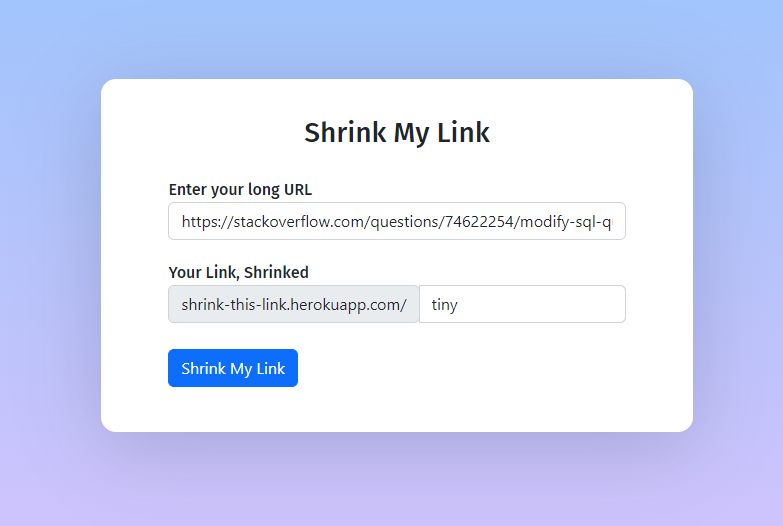 Shrink My Link
Enter your long URL
https://stackoverflow.com/questions/74622254/modify-sql-q
Your Link, Shrinked
shrink-this-link.herokuapp.com/ tiny
Shrink My Link